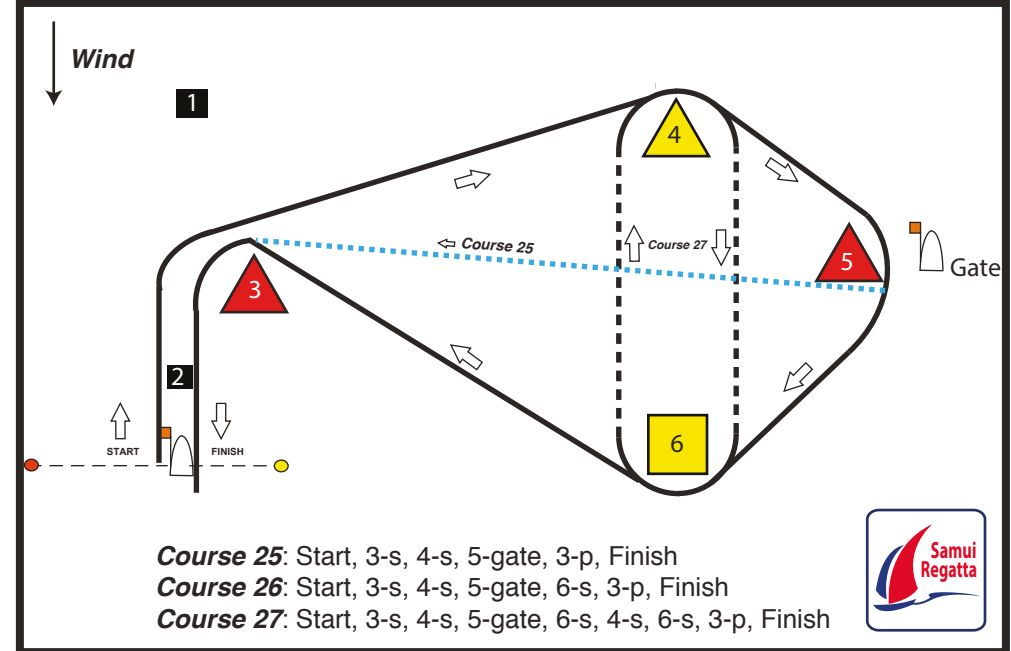 Wind
1
4
Course 25
Course 27
5
Gate
3
2
START
FINISH
6
Course 25: Start, 3-s, 4-s, 5-gate, 3-p, Finish
Course 26: Start, 3-s, 4-s, 5-gate, 6-s, 3-p, Finish
Course 27: Start, 3-s, 4-s, 5-gate, 6-s, 4-s, 6-s, 3-p, Finish
Samui
Regatta